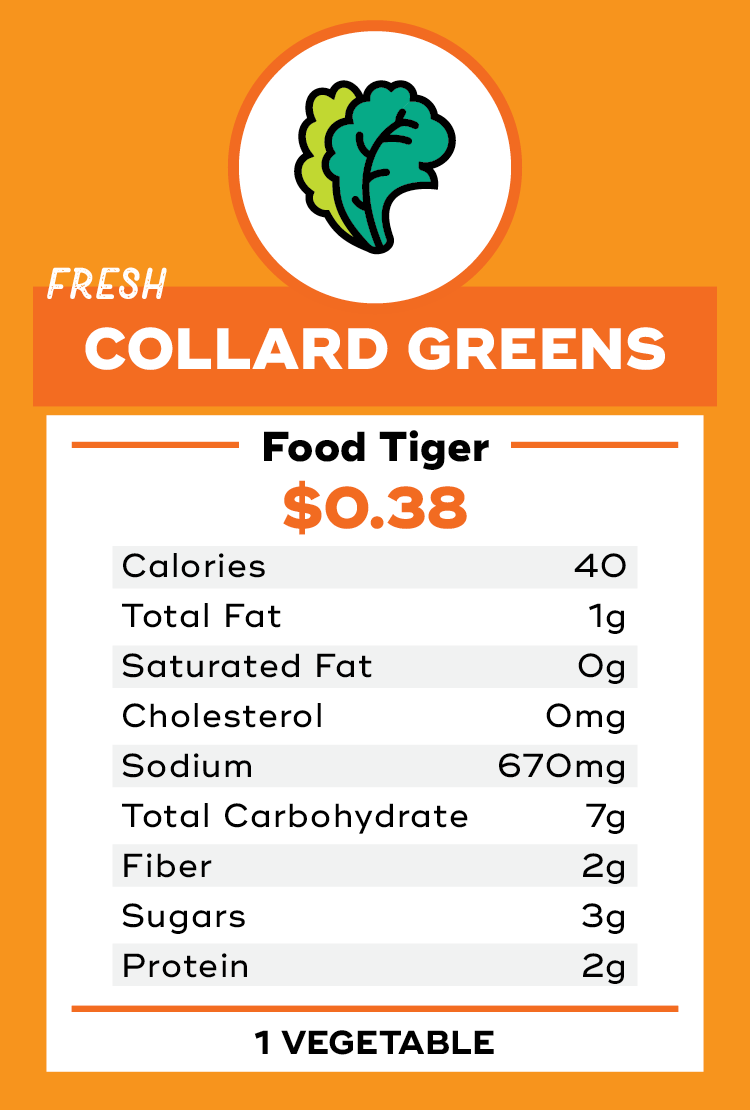 FRESH
COLLARD GREENS
Food Tiger
$0.38
Calories 40
Total Fat 1g
Saturated Fat 0g
Cholesterol 0mg
Sodium 670mg
Total Carbohydrate 7g
Fiber 2g
Sugars 3g
Protein 2g
1 VEGETABLE